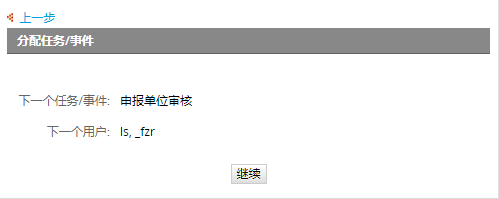 上一步
分配任务/事件
下一个任务/事件: 申报单位审核
下一个用户: ls, _fzr
继续